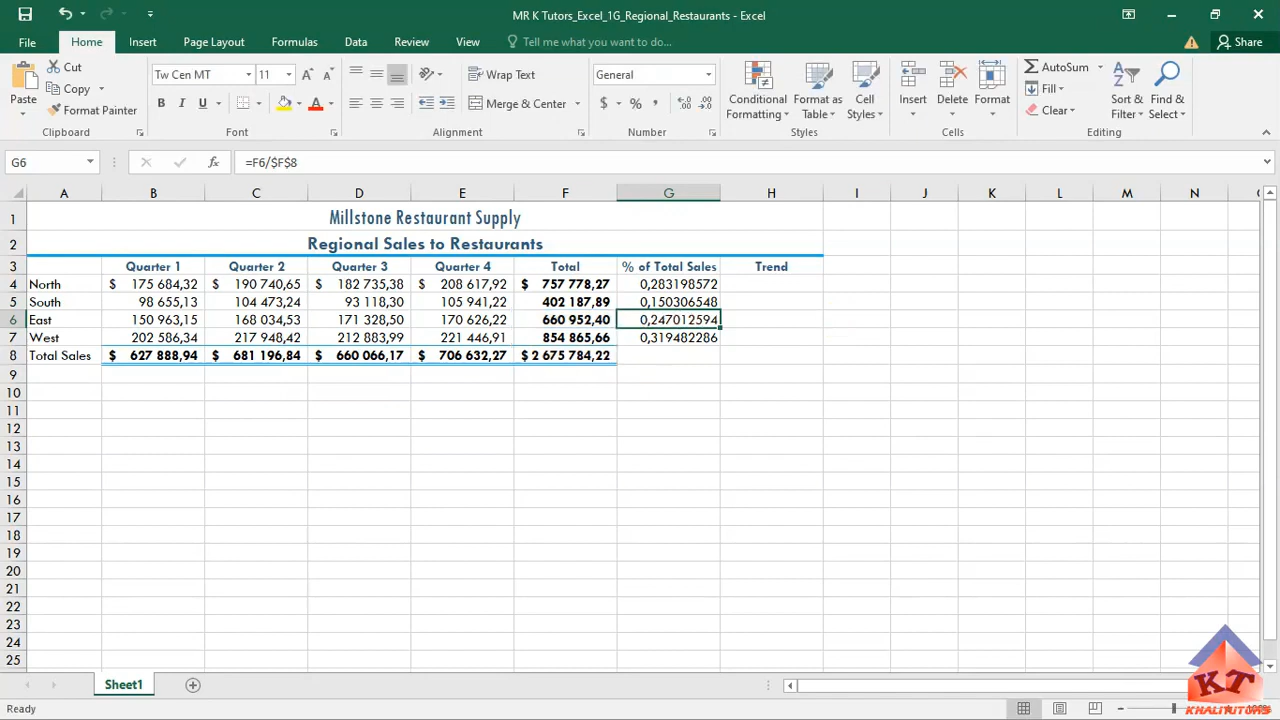 MR K Tutors_Excel_1G_Regional_Restaurants - Excel
File Home Insert Page Layout Formulas Data Review View Tell me what you want to do... Share
Paste Cut Copy Format Painter Clipboard
Tw Cen MT 11 A A B I U A Font
Wrap Text Merge & Center Alignment
General $ % , Number
Conditional Formatting Format as Table Cell Styles Styles
Insert Delete Format Cells
AutoSum Fill Clear Sort & Filter Find & Select Editing
G6 fx =F6/$F$8
A B C D E F G H I J K L M N
1 Millstone Restaurant Supply
2 Regional Sales to Restaurants
3 Quarter 1 Quarter 2 Quarter 3 Quarter 4 Total % of Total Sales Trend
4 North $ 175 684,32 $ 190 740,65 $ 182 735,38 $ 208 617,92 $ 757 778,27 0,283198572
5 South 98 655,13 104 473,24 93 118,30 105 941,22 402 187,89 0,150306548
6 East 150 963,15 168 034,53 171 328,50 170 626,22 660 952,40 0,247012594
7 West 202 586,34 217 948,42 212 883,99 221 446,91 854 865,66 0,319482286
8 Total Sales $ 627 888,94 $ 681 196,84 $ 660 066,17 $ 706 632,27 $ 2 675 784,22
9
10
11
12
13
14
15
16
17
18
19
20
21
22
23
24
25
Sheet1
KT
KHALITUTORS
Ready